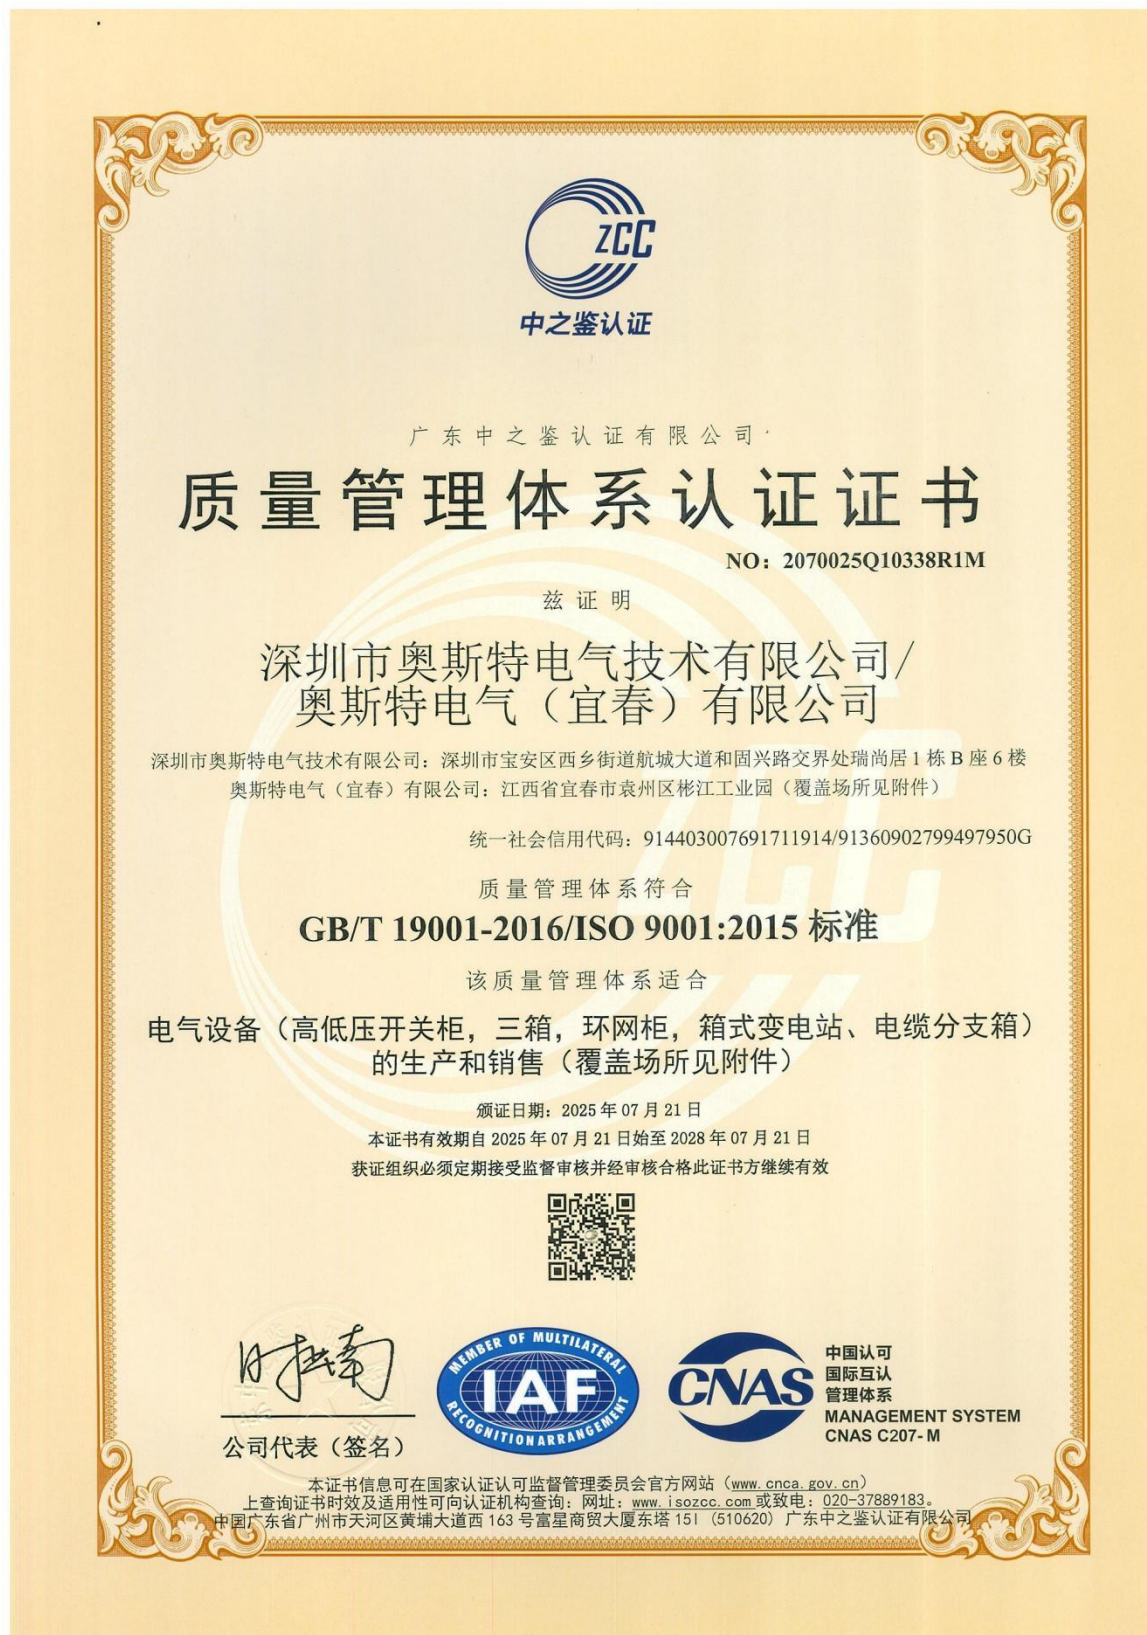 ZCC
中之鉴认证
广东中之鉴认证有限公司
质量管理体系认证证书
NO：2070025Q10338R1M
兹证明
深圳市奥斯特电气技术有限公司/
奥斯特电气（宜春）有限公司
深圳市奥斯特电气技术有限公司：深圳市宝安区西乡街道航城大道和固兴路交界处瑞尚居1栋B座6楼
奥斯特电气（宜春）有限公司：江西省宜春市袁州区彬江工业园（覆盖场所见附件）
统一社会信用代码：914403007691711914/91360902799497950G
质量管理体系符合
GB/T 19001-2016/ISO 9001:2015 标准
该质量管理体系适合
电气设备（高低压开关柜，三箱，环网柜，箱式变电站、电缆分支箱）
的生产和销售（覆盖场所见附件）
颁证日期：2025年07月21日
本证书有效期自2025年07月21日始至2028年07月21日
获证组织必须定期接受监督审核并经审核合格此证书方继续有效
公司代表（签名）
MEMBER OF MULTILATERAL
IAF
RECOGNITION ARRANGEMENT
CNAS
中国认可
国际互认
管理体系
MANAGEMENT SYSTEM
CNAS C207-M
本证书信息可在国家认证认可监督管理委员会官方网站（www.cnca.gov.cn）
上查询证书时效及适用性可向认证机构查询：网址：www.isozcc.com或致电：020-37889183。
中国广东省广州市天河区黄埔大道西163号富星商贸大厦东塔15l（510620）广东中之鉴认证有限公司